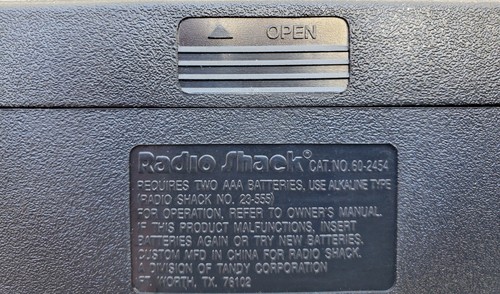 OPEN
Radio Shack® CAT.NO. 60-2454
REQUIRES TWO AAA BATTERIES. USE ALKALINE TYPE
(RADIO SHACK NO. 23-555)
FOR OPERATION, REFER TO OWNER'S MANUAL.
IF THIS PRODUCT MALFUNCTIONS, INSERT
BATTERIES AGAIN OR TRY NEW BATTERIES.
CUSTOM MFD IN CHINA FOR RADIO SHACK.
A DIVISION OF TANDY CORPORATION
FT. WORTH, TX. 76102